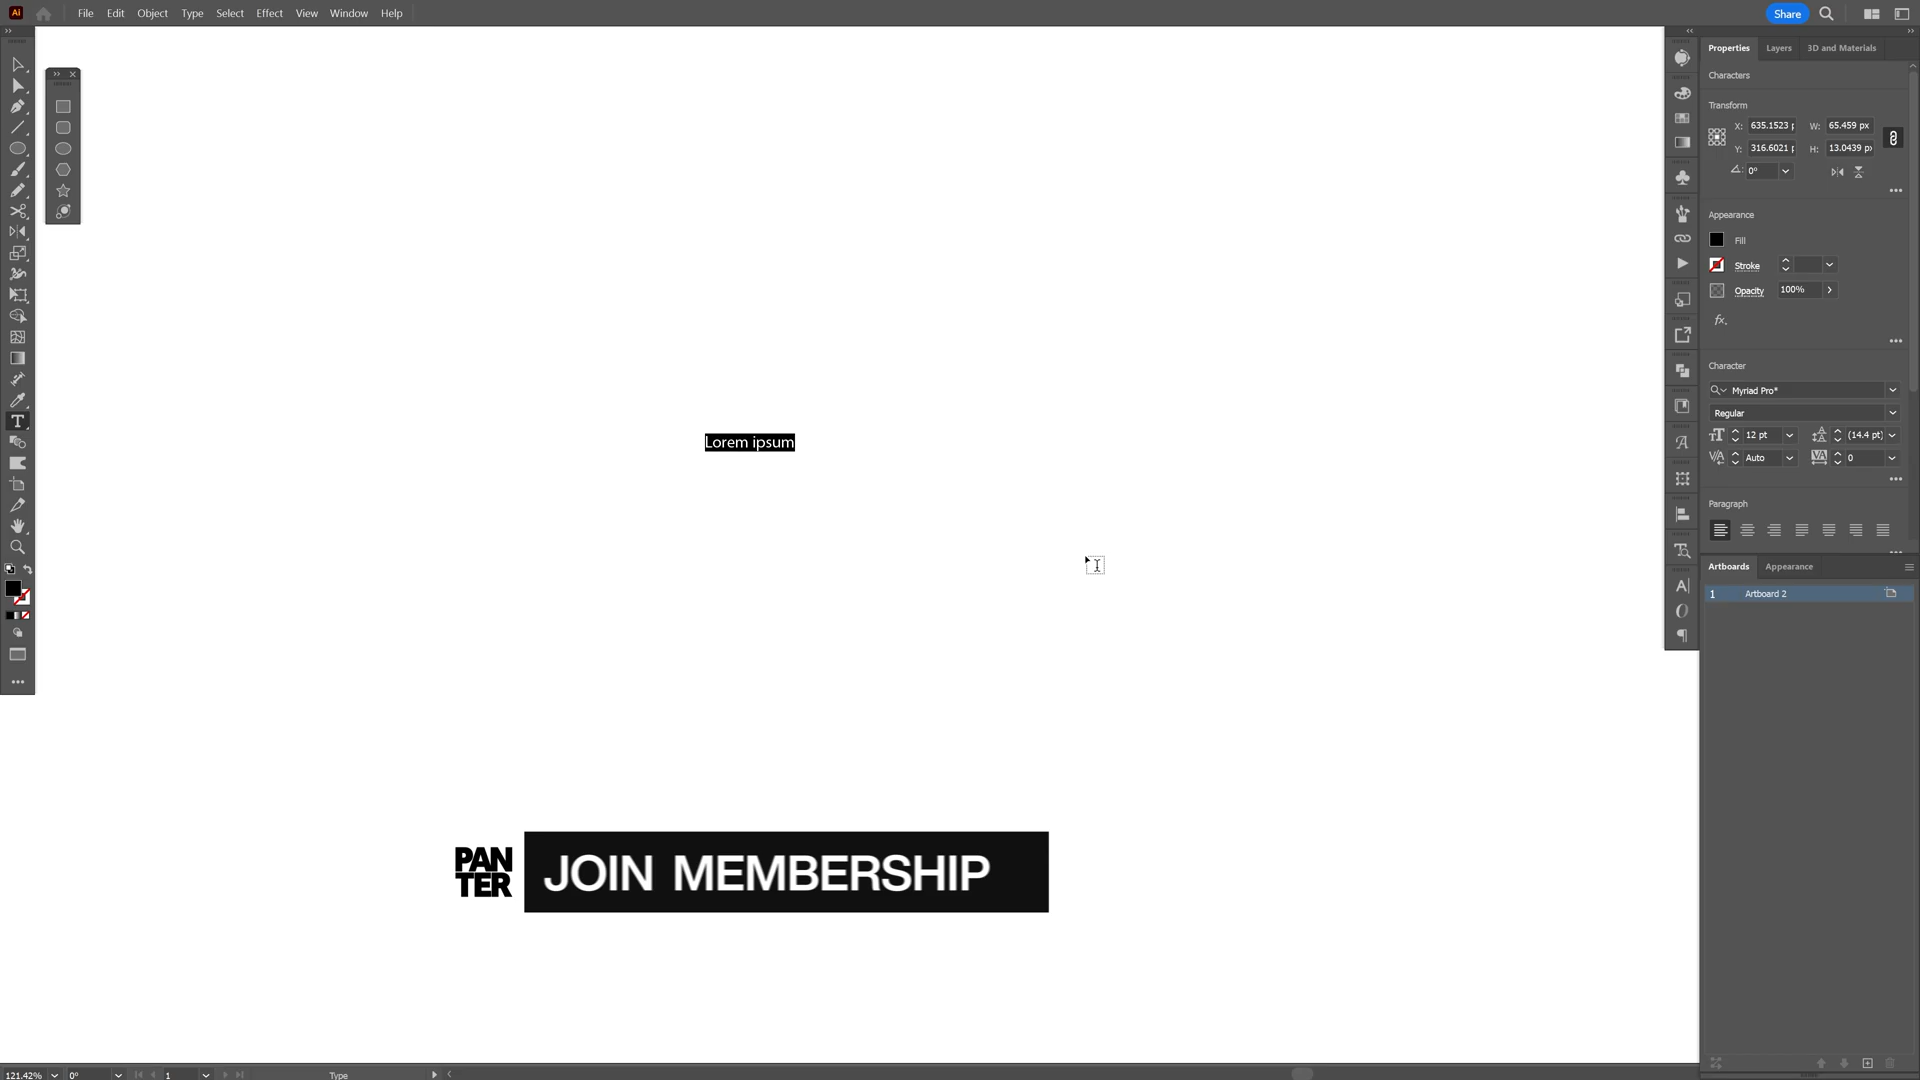 Ai File Edit Object Type Select Effect View Window Help Share
Properties Layers 3D and Materials
Characters
Transform
X: 635.1523 p W: 65.459 px
Y: 316.6021 p H: 13.0439 px
0°
Appearance
Fill
Stroke
Opacity 100%
fx.
Character
Myriad Pro*
Regular
12 pt (14.4 pt)
Auto 0
Paragraph
Artboards Appearance
1 Artboard 2
Lorem ipsum
PAN
TER
JOIN MEMBERSHIP
121.42% 0° 1 Type